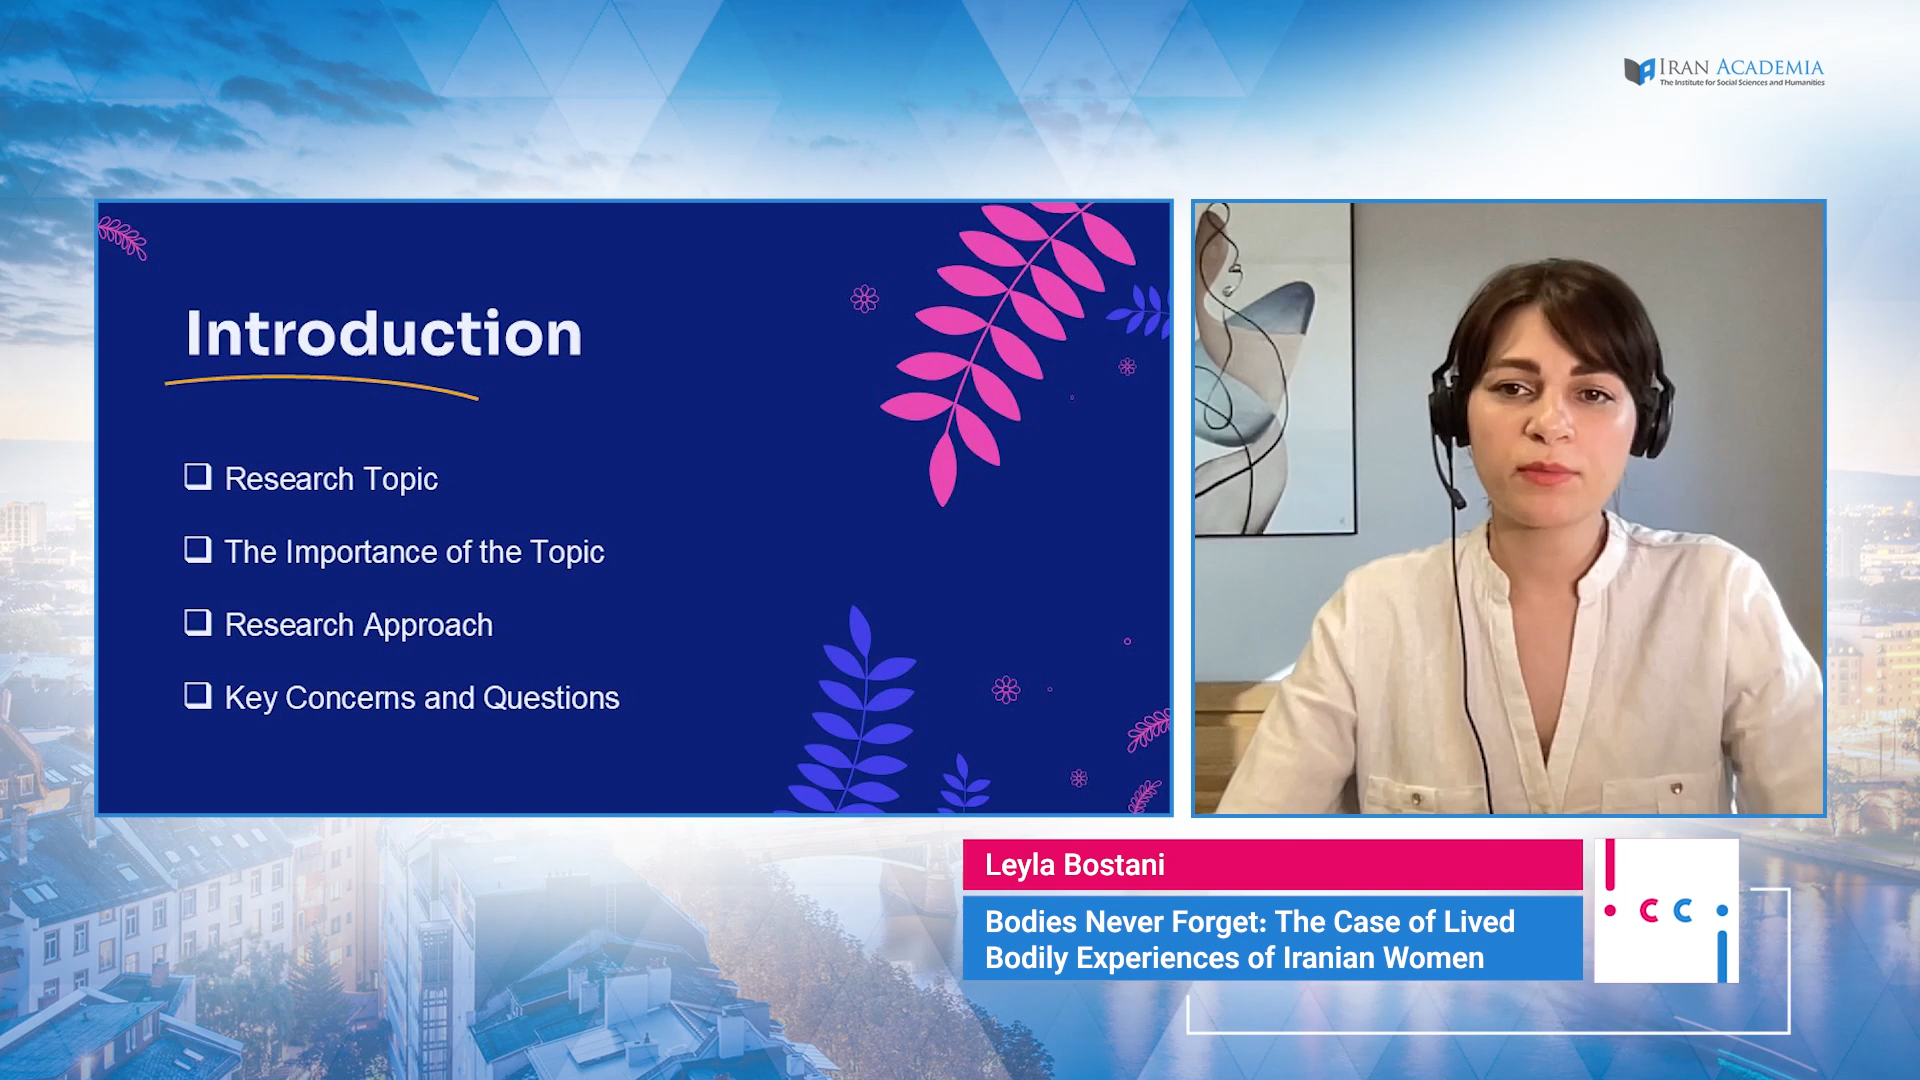 IRAN ACADEMIA
The Institute for Social Sciences and Humanities
Introduction
Research Topic
The Importance of the Topic
Research Approach
Key Concerns and Questions
Leyla Bostani
Bodies Never Forget: The Case of Lived
Bodily Experiences of Iranian Women
icci